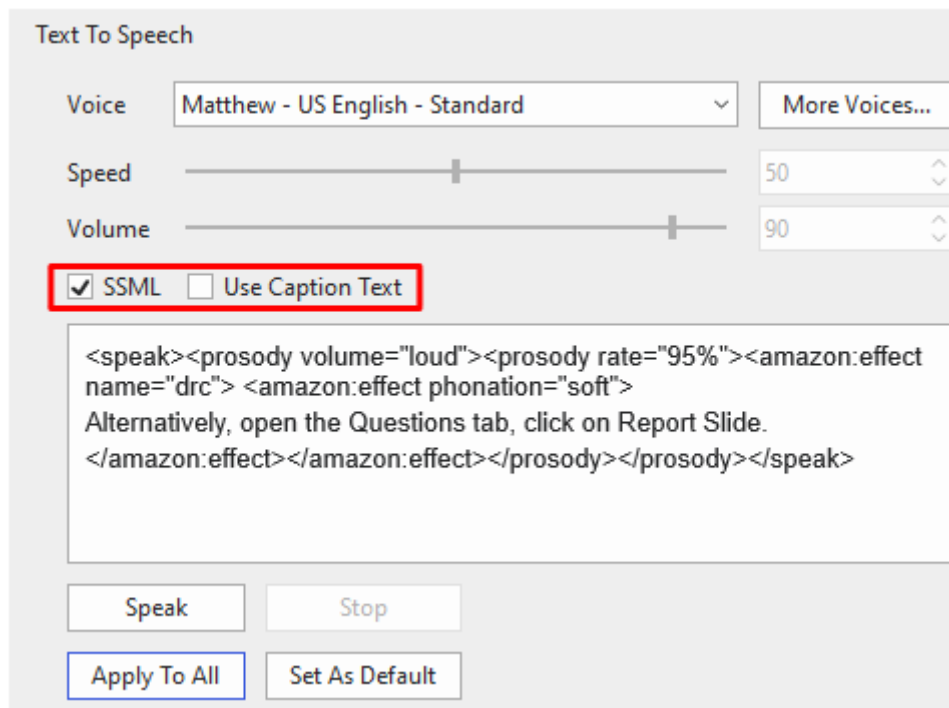 Text To Speech
Voice Matthew - US English - Standard More Voices...
Speed 50
Volume 90
SSML Use Caption Text
<speak><prosody volume="loud"><prosody rate="95%"><amazon:effect
name="drc"> <amazon:effect phonation="soft">
Alternatively, open the Questions tab, click on Report Slide.
</amazon:effect></amazon:effect></prosody></prosody></speak>
Speak Stop
Apply To All Set As Default